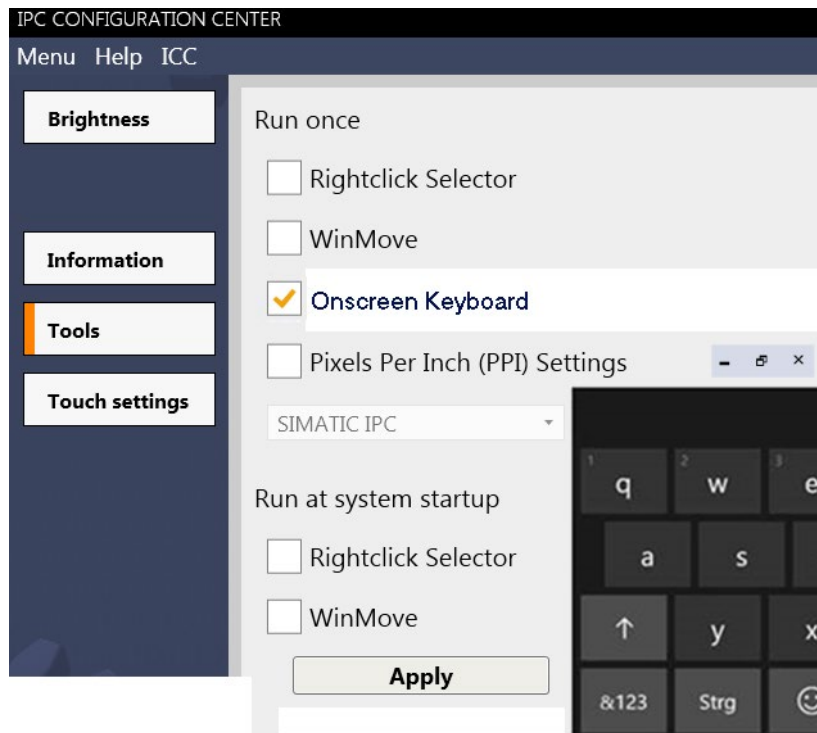 IPC CONFIGURATION CENTER
Menu Help ICC
Brightness
Information
Tools
Touch settings
Run once
Rightclick Selector
WinMove
Onscreen Keyboard
Pixels Per Inch (PPI) Settings
SIMATIC IPC
Run at system startup
Rightclick Selector
WinMove
Apply
1 2 3
q w e
a s
y x
&123 Strg